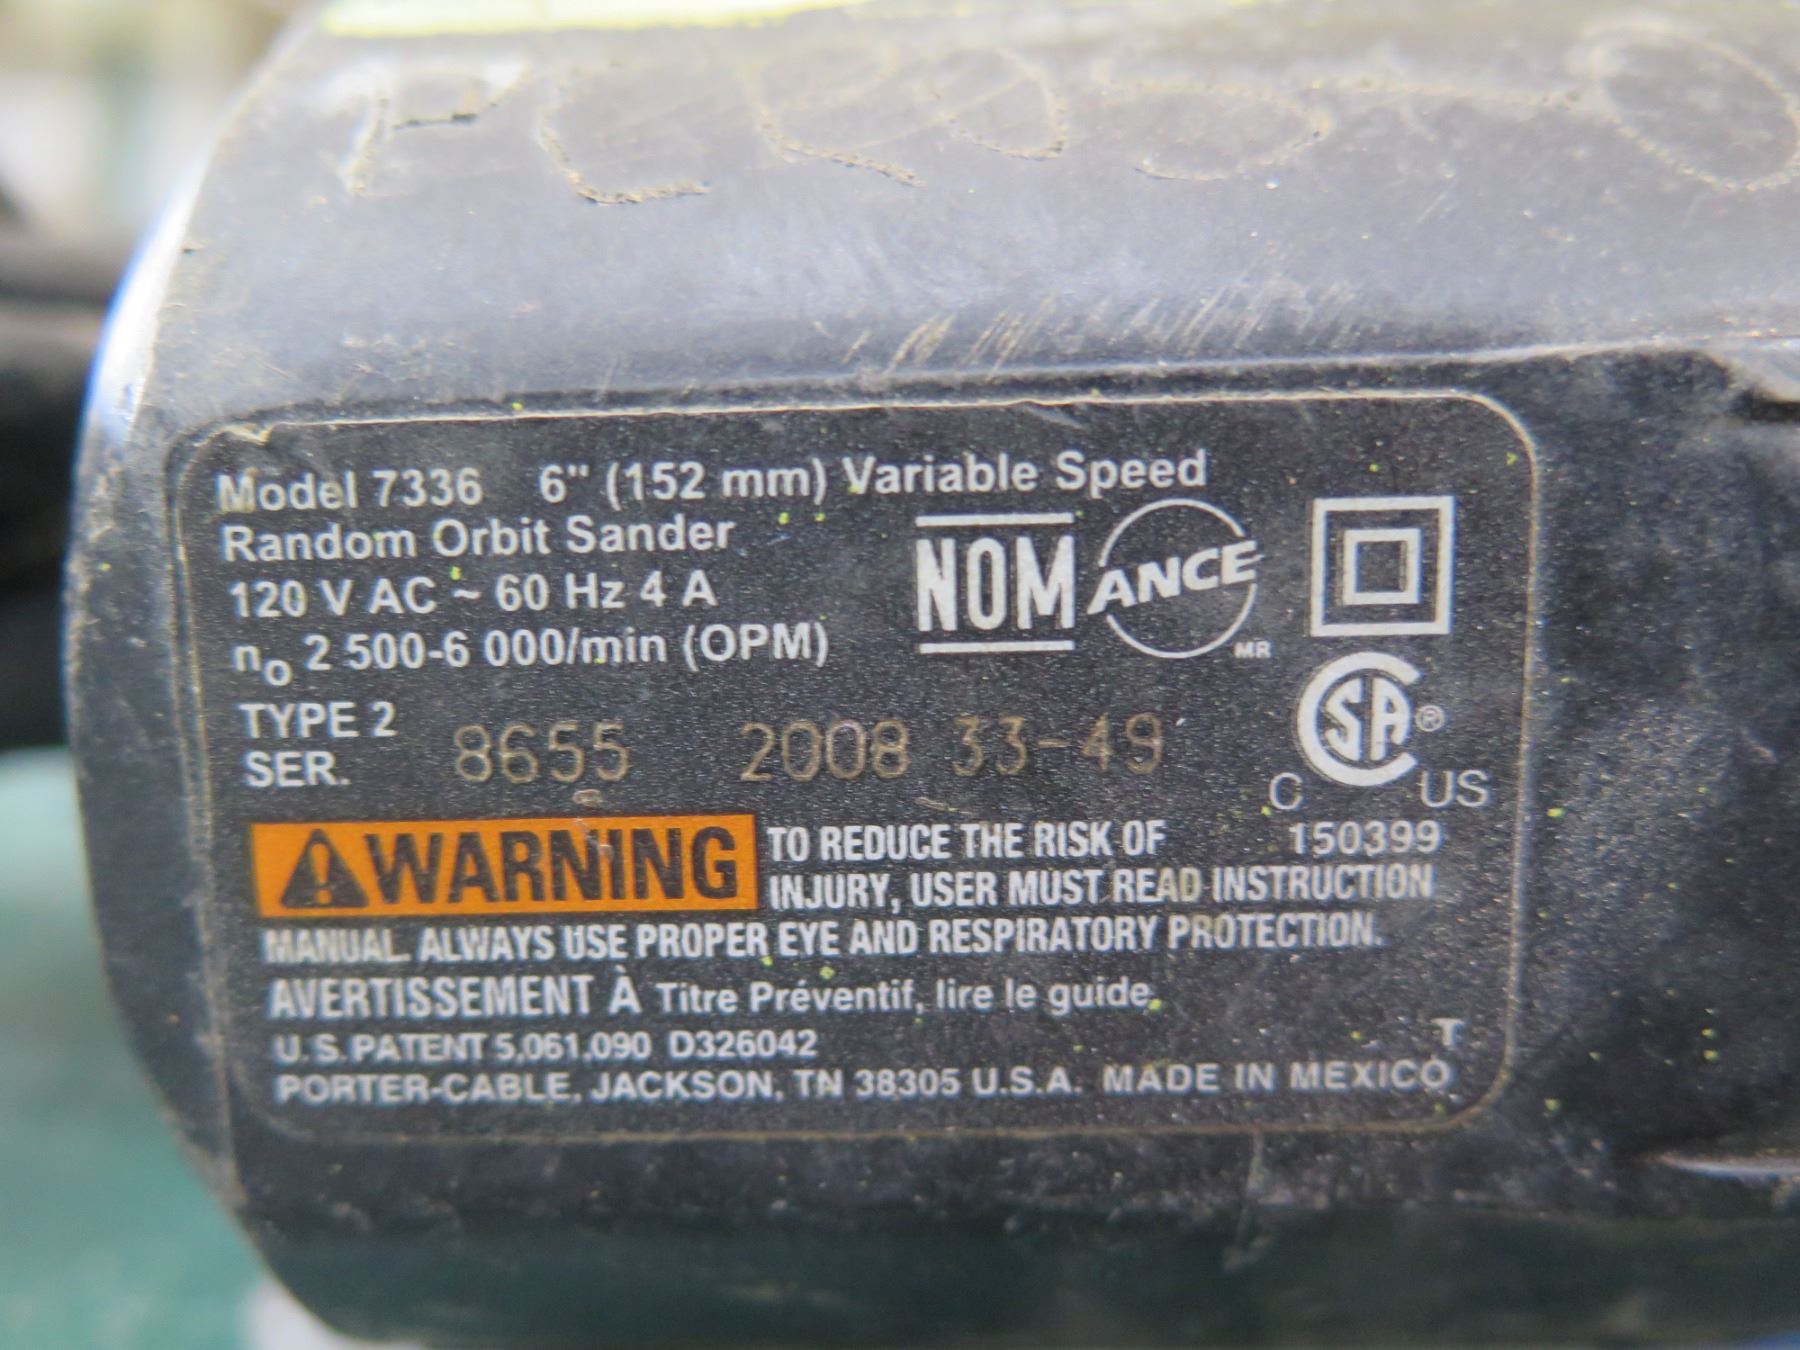 Model 7336 6" (152 mm) Variable Speed
Random Orbit Sander
120 V AC ~ 60 Hz 4 A
NOM ANCE MR
no 2 500-6 000/min (OPM)
TYPE 2
SER. 8655 2008 33-49
CSA ®
C US
150399
WARNING TO REDUCE THE RISK OF
INJURY, USER MUST READ INSTRUCTION
MANUAL. ALWAYS USE PROPER EYE AND RESPIRATORY PROTECTION.
AVERTISSEMENT À Titre Préventif, lire le guide.
U.S. PATENT 5,061,090 D326042
T
PORTER-CABLE, JACKSON, TN 38305 U.S.A. MADE IN MEXICO